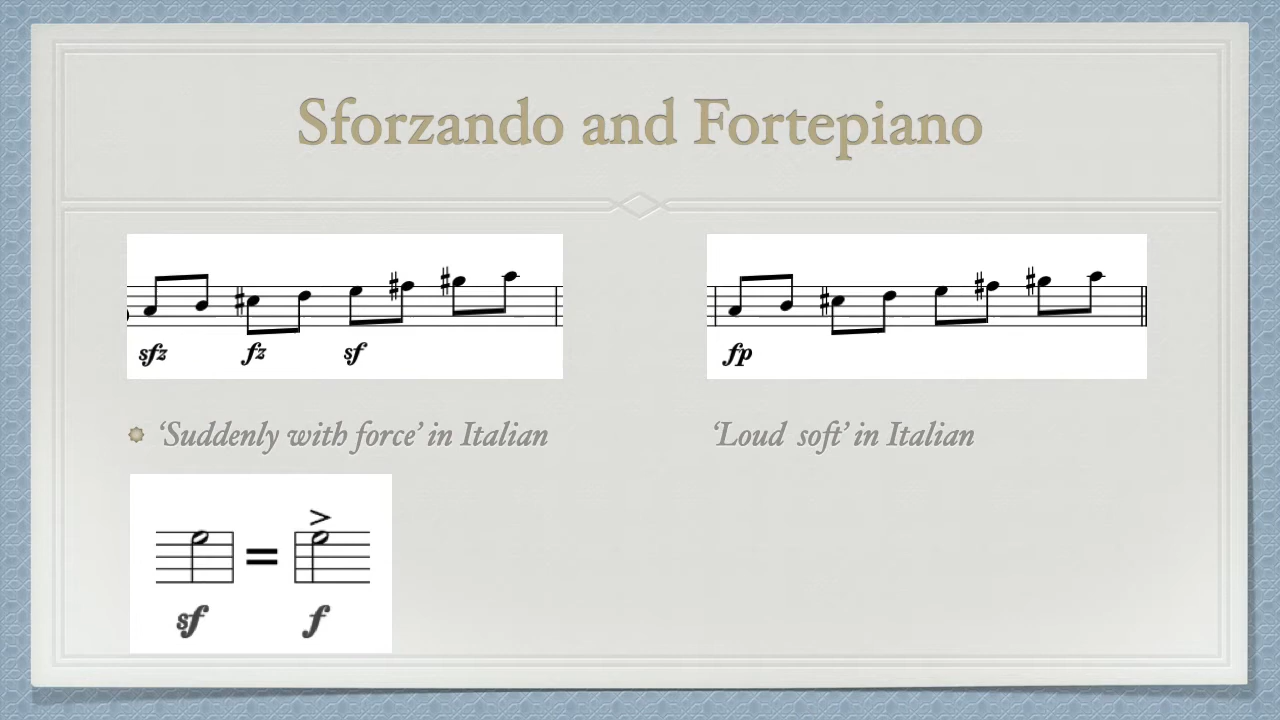 Sforzando and Fortepiano
sfz fz sf
fp
‘Suddenly with force’ in Italian
‘Loud soft’ in Italian
=
sf f